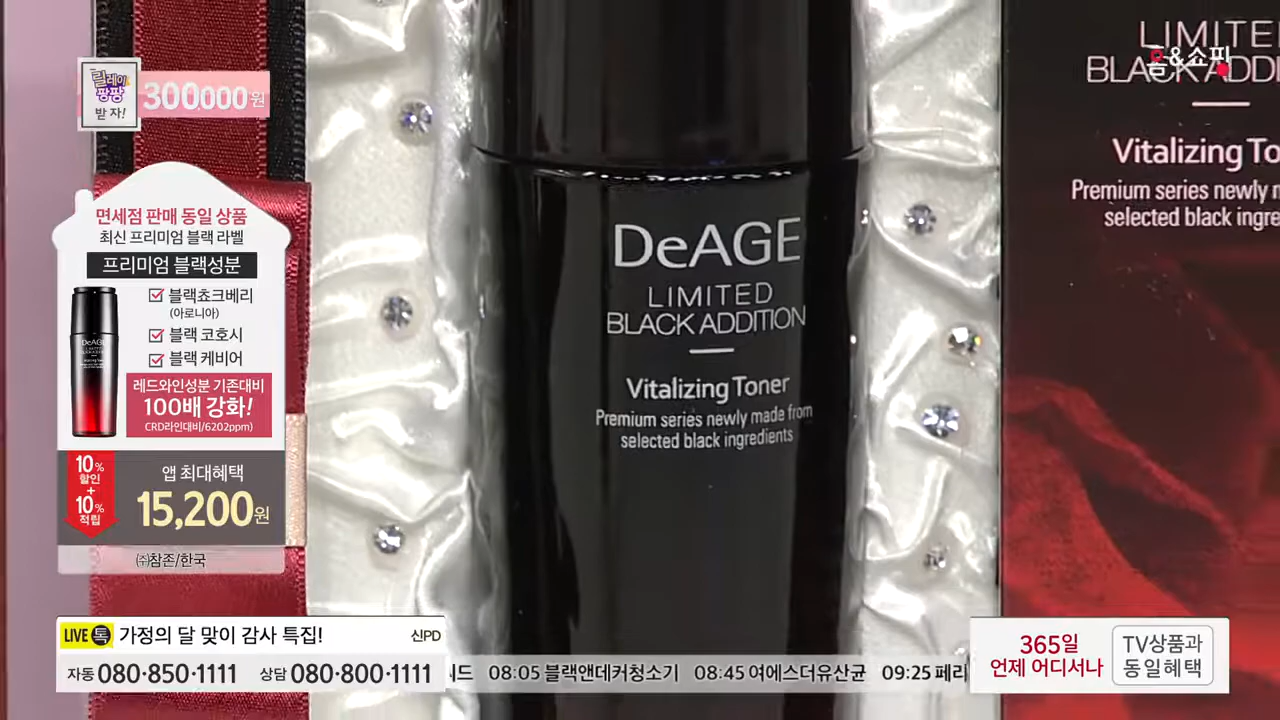 릴레이
팡팡
받자!
300000원
면세점 판매 동일 상품
최신 프리미엄 블랙 라벨
프리미엄 블랙성분
블랙쵸크베리
(아로니아)
블랙 코호시
블랙 케비어
레드와인성분 기존대비
100배 강화!
CRD라인대비/6202ppm)
10%
할인
+
10%
적립
앱 최대혜택
15,200원
㈜참존/한국
DeAGE
LIMITED
BLACK ADDITION
Vitalizing Toner
Premium series newly made from
selected black ingredients
LIMITE
BLACK ADDI
홈&쇼핑
Vitalizing To
Premium series newly
selected black ingre
LIVE 톡 가정의 달 맞이 감사 특집! 신PD
자동 080·850·1111 상담 080·800·1111
08:05 블랙앤데커청소기 08:45 여에스더유산균 09:25 페리
365일
언제 어디서나
TV상품과
동일혜택